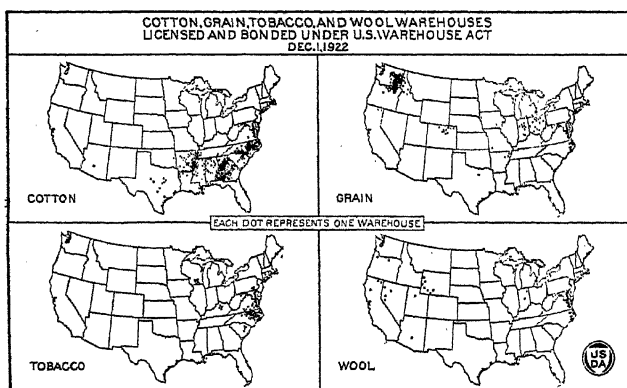 COTTON, GRAIN, TOBACCO, AND WOOL WAREHOUSES
LICENSED AND BONDED UNDER U.S. WAREHOUSE ACT
DEC. 1, 1922
COTTON
GRAIN
EACH DOT REPRESENTS ONE WAREHOUSE
TOBACCO
WOOL
US
DA